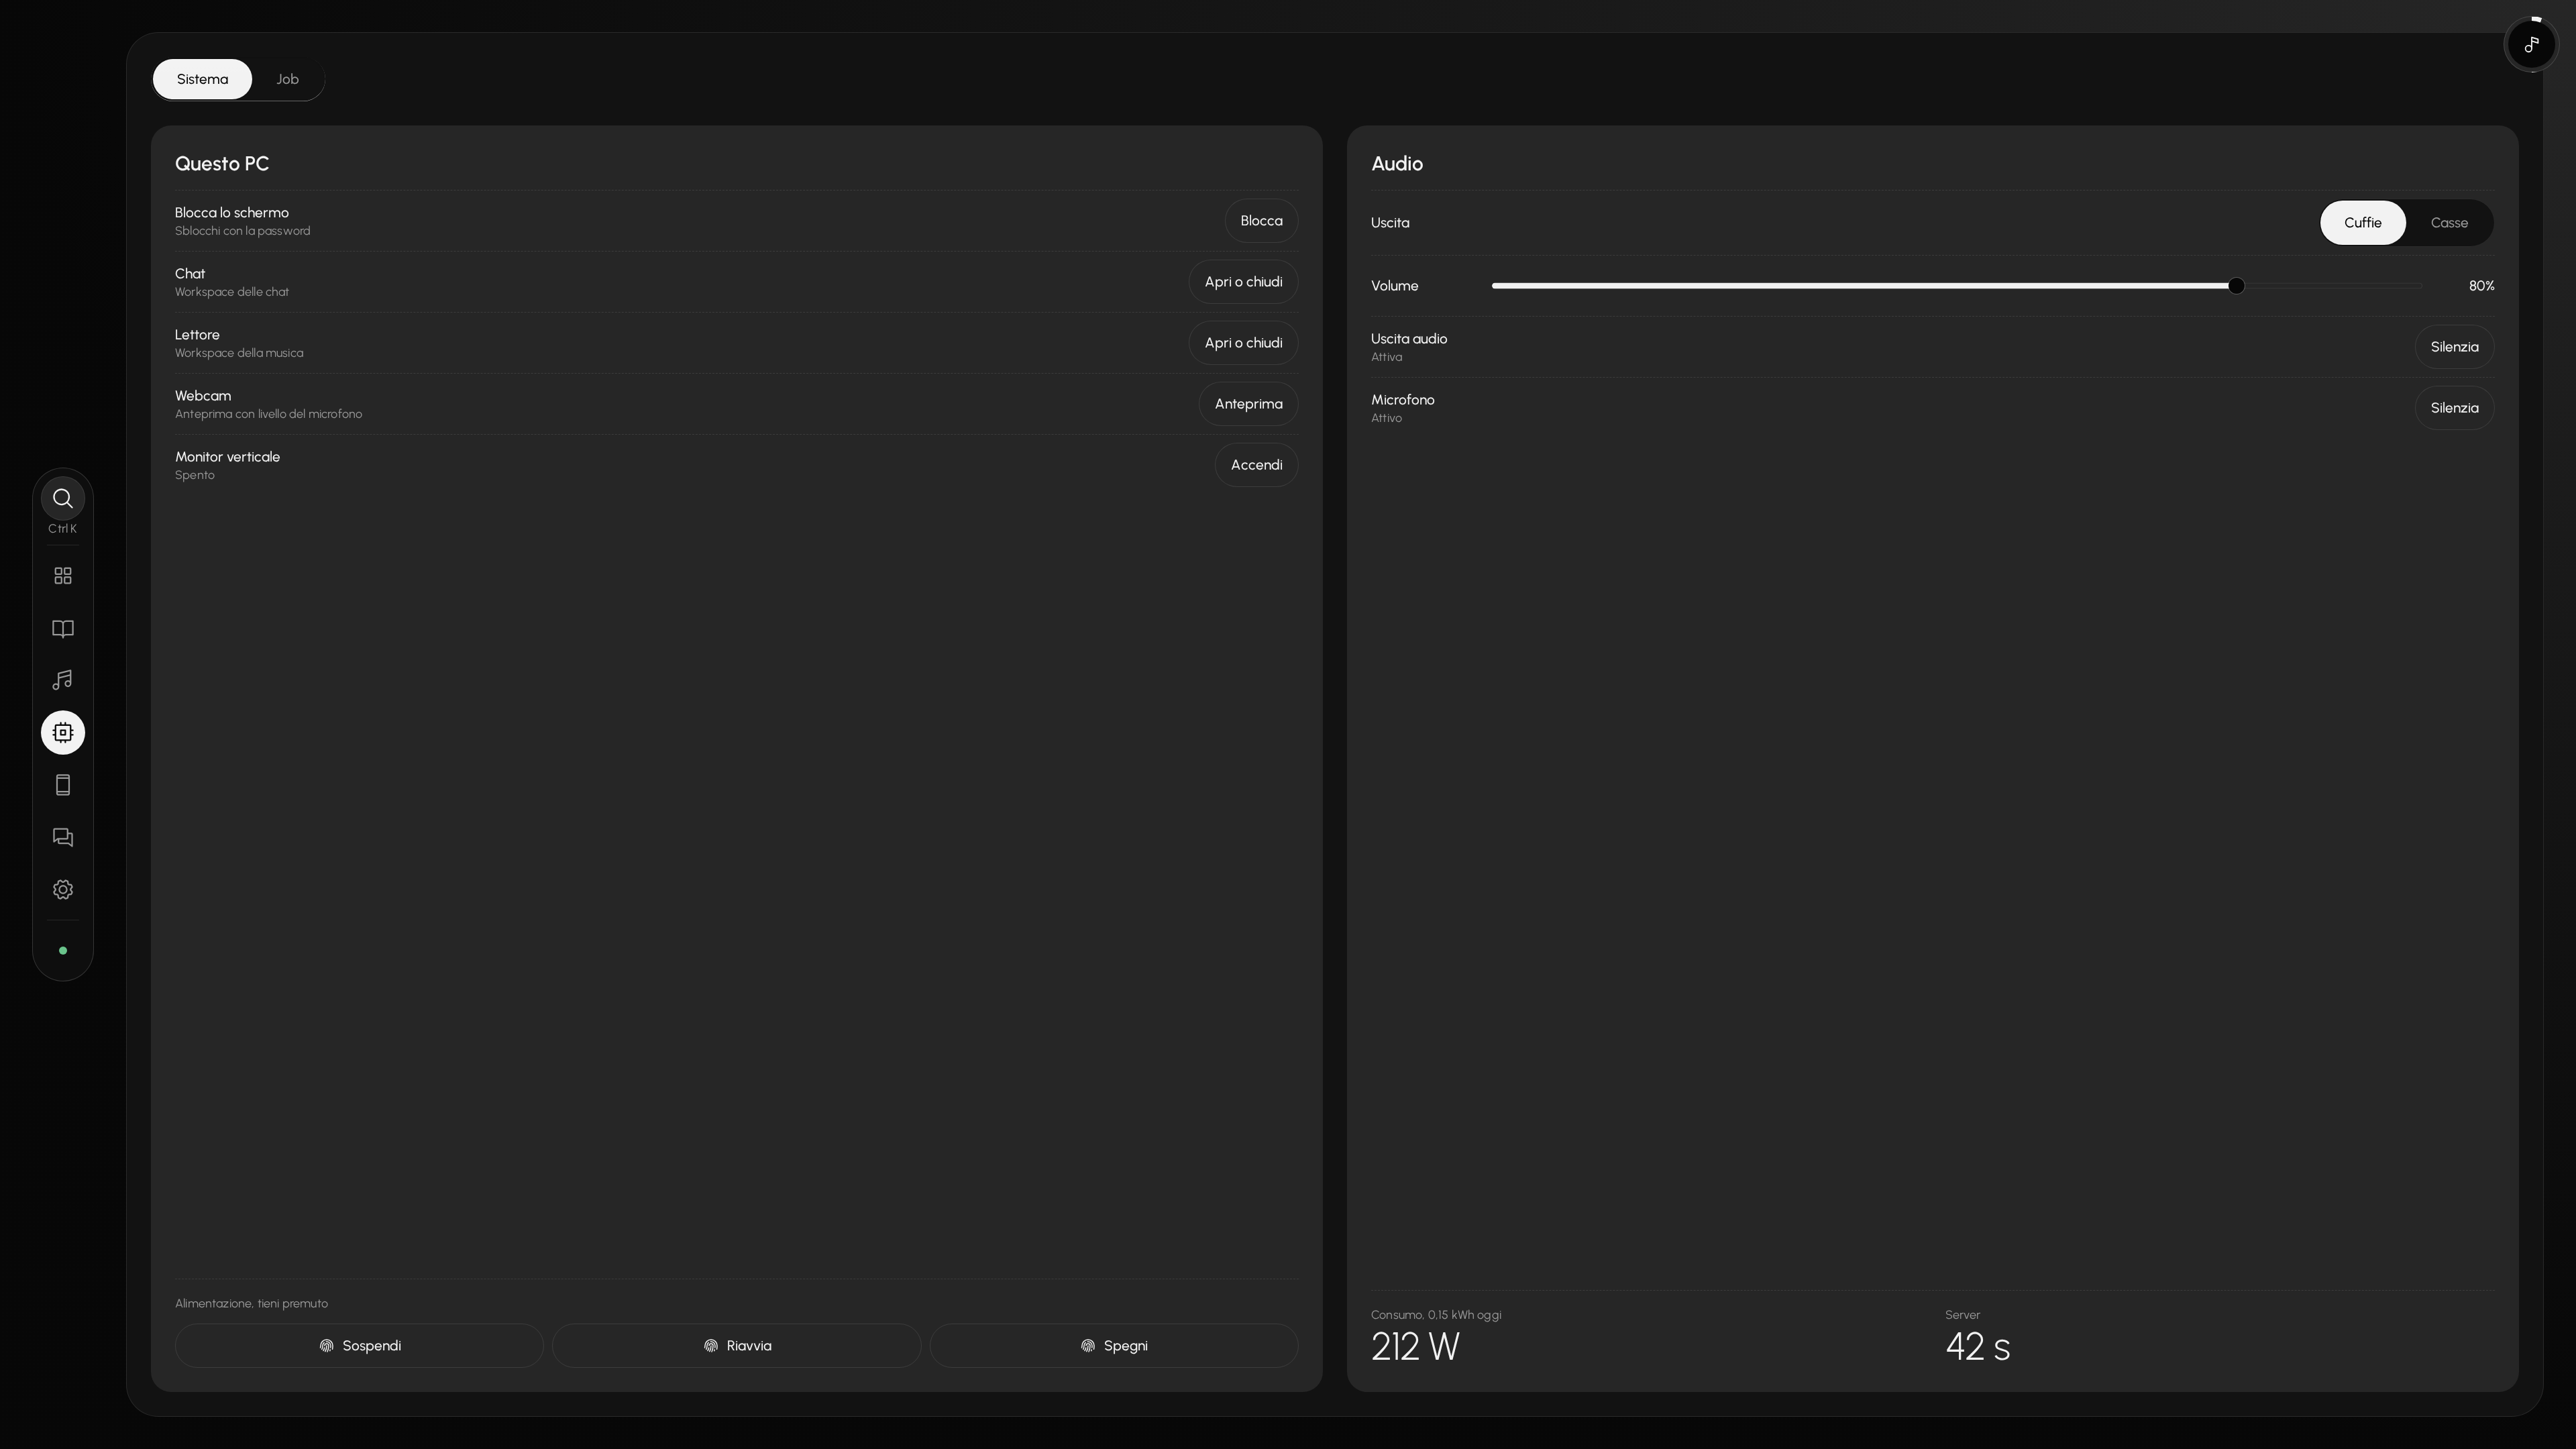 Sistema
Job
Questo PC
Blocca lo schermo
Sblocchi con la password
Blocca
Chat
Workspace delle chat
Apri o chiudi
Lettore
Workspace della musica
Apri o chiudi
Webcam
Anteprima con livello del microfono
Anteprima
Monitor verticale
Spento
Accendi
Alimentazione, tieni premuto
Sospendi
Riavvia
Spegni
Audio
Uscita
Cuffie
Casse
Volume
80%
Uscita audio
Attiva
Silenzia
Microfono
Attivo
Silenzia
Consumo, 0,15 kWh oggi
212 W
Server
42 s
Ctrl K